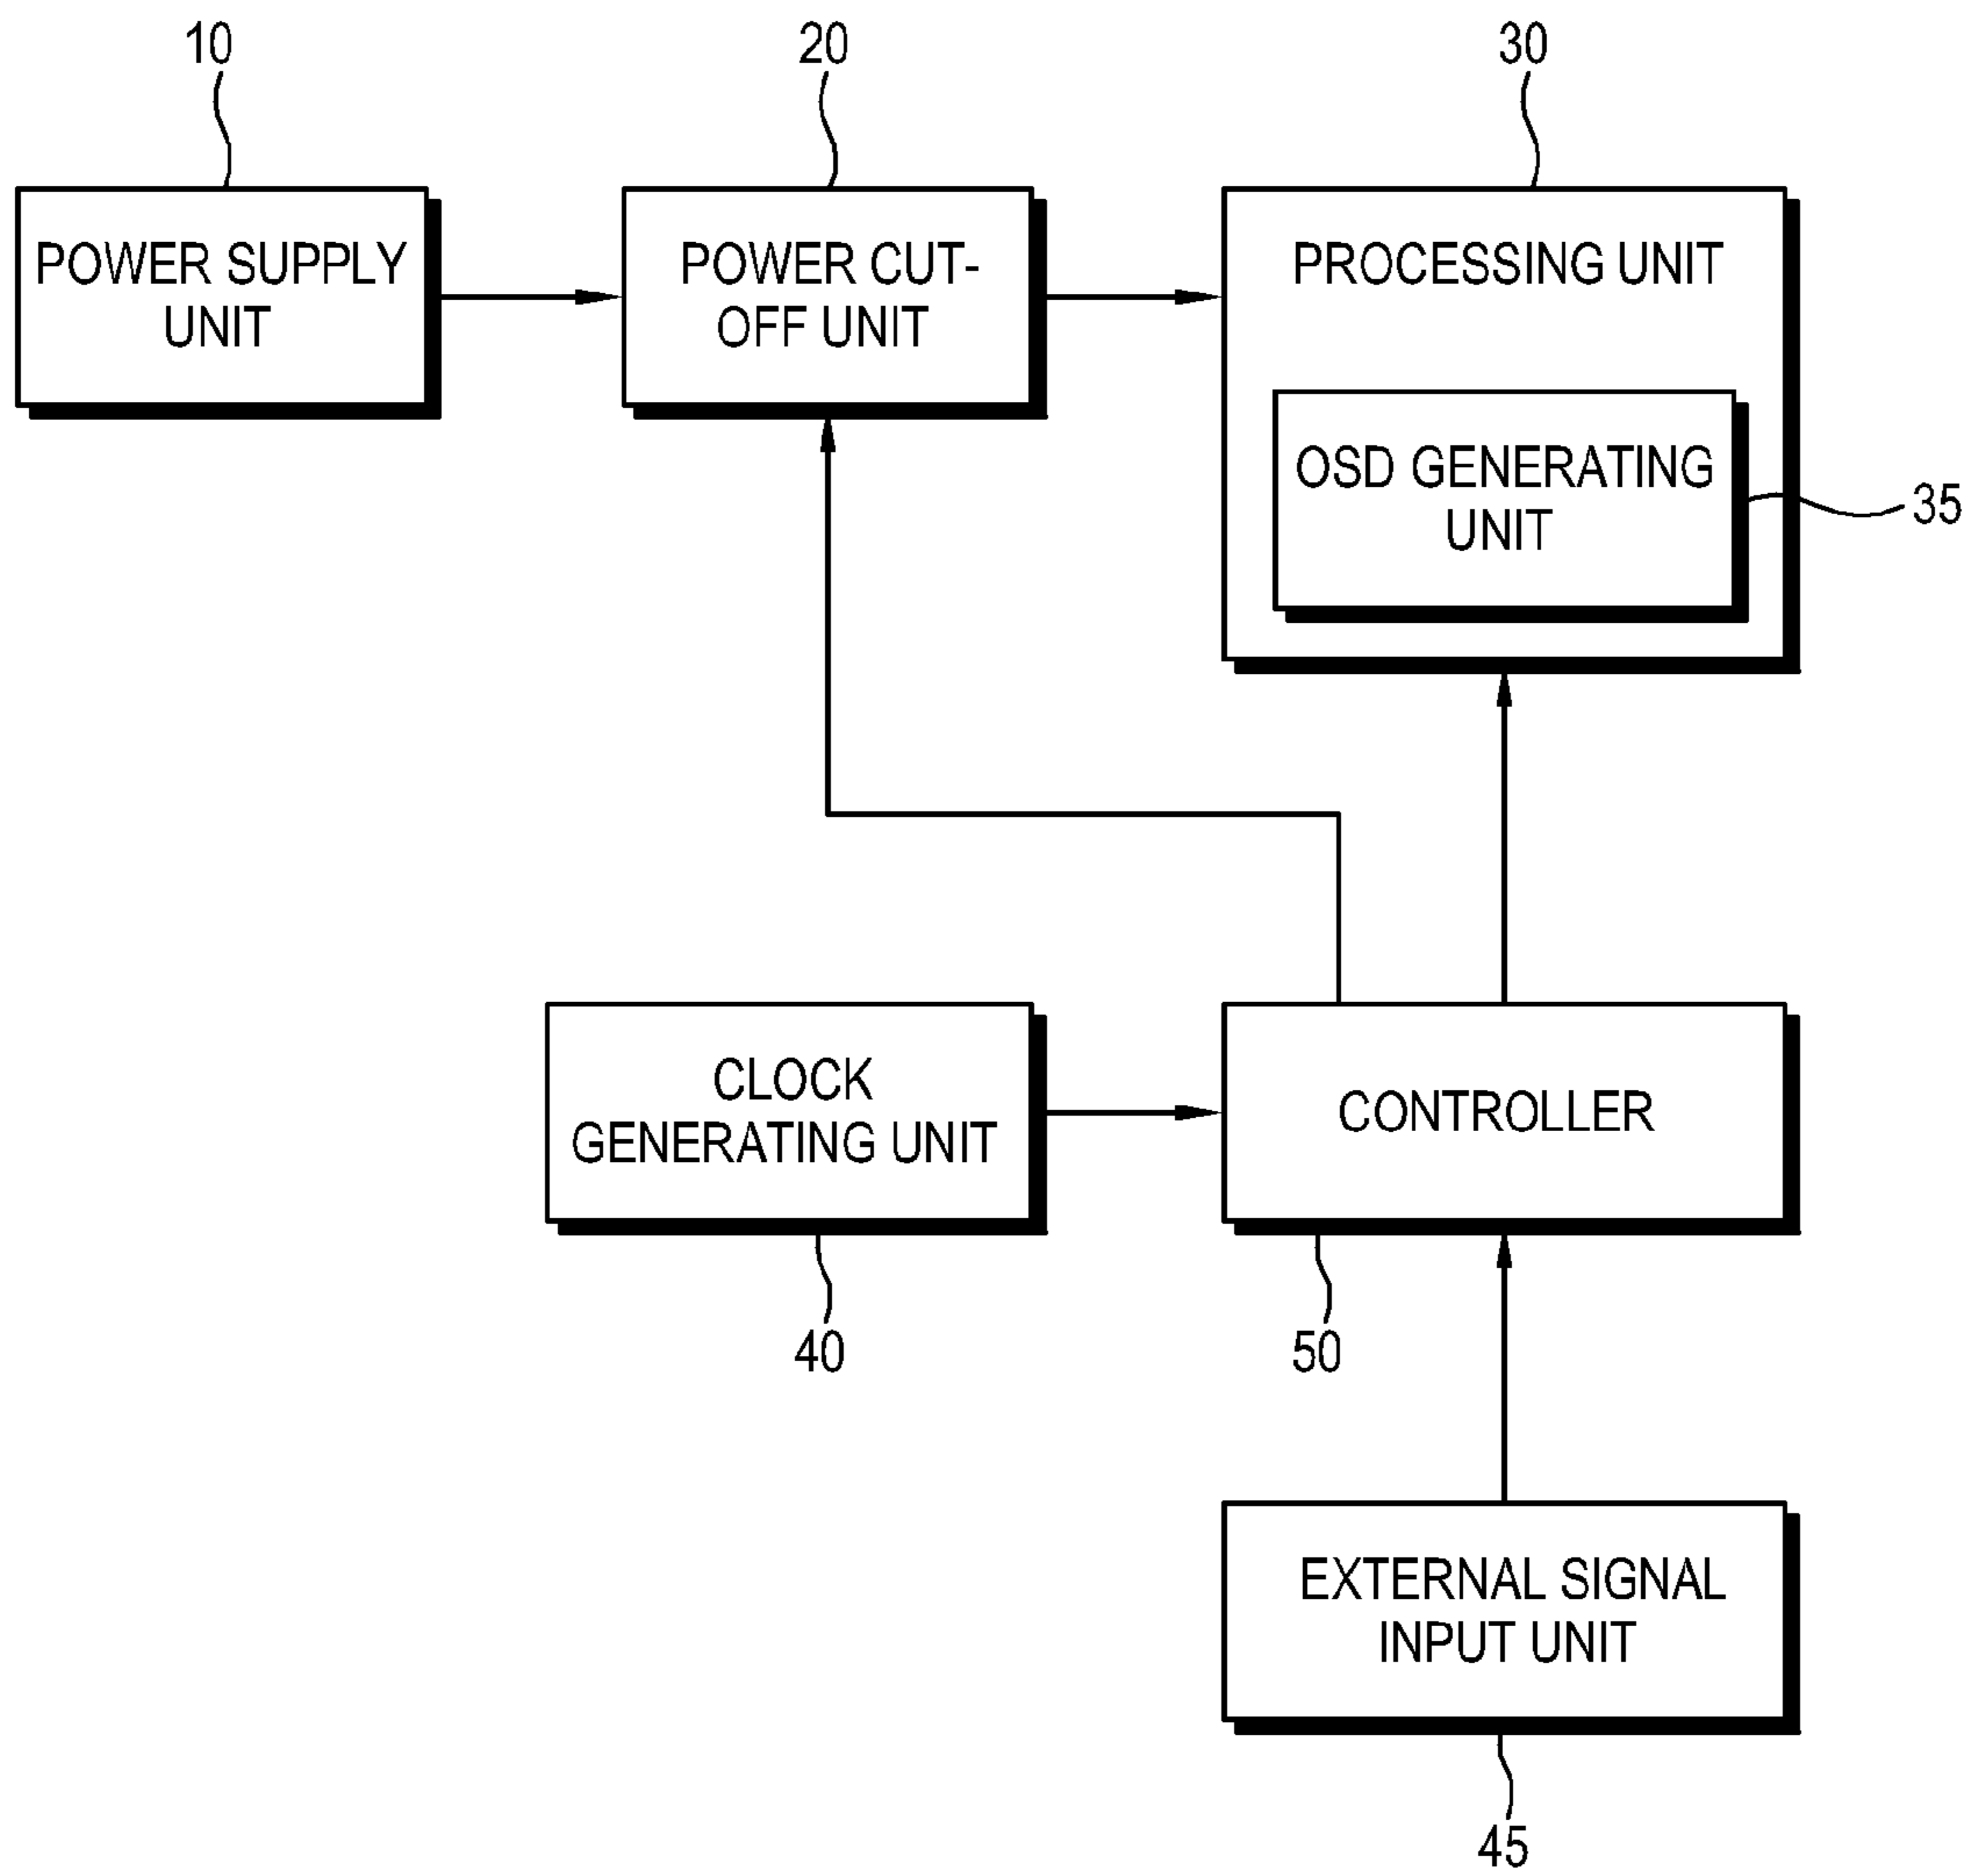 10
20
30
POWER SUPPLY
UNIT
POWER CUT-
OFF UNIT
PROCESSING UNIT
OSD GENERATING
UNIT
35
CLOCK
GENERATING UNIT
CONTROLLER
40
50
EXTERNAL SIGNAL
INPUT UNIT
45